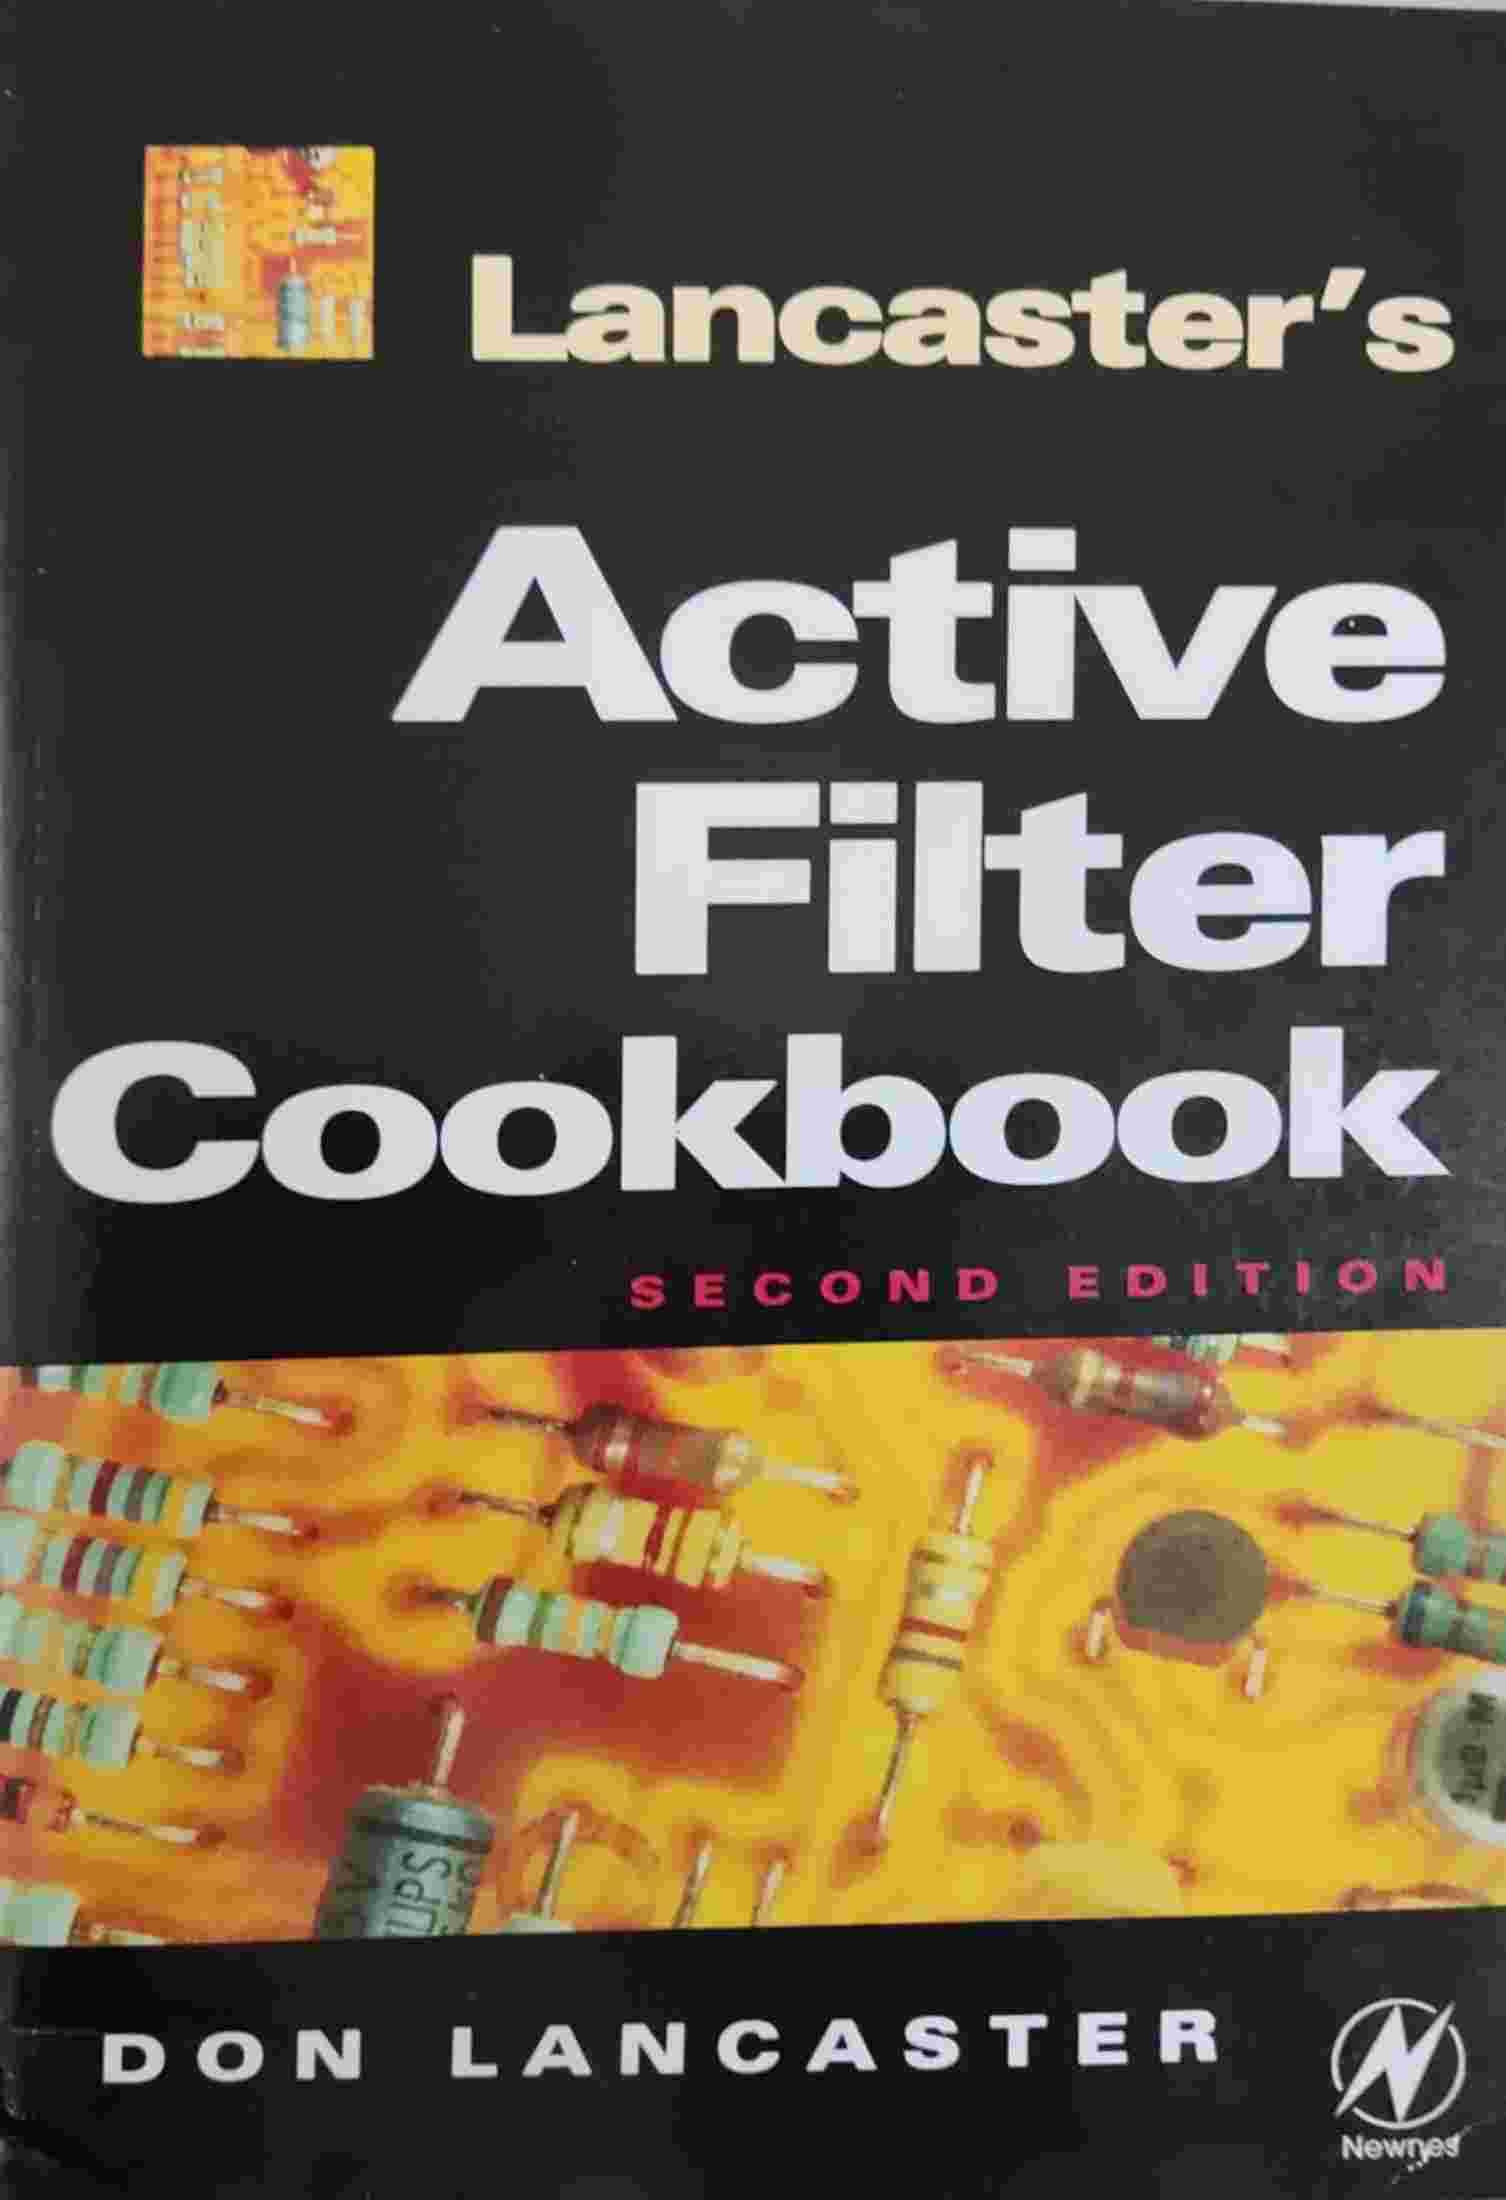 Lancaster's
Active
Filter
Cookbook
SECOND EDITION
DON LANCASTER
Newnes